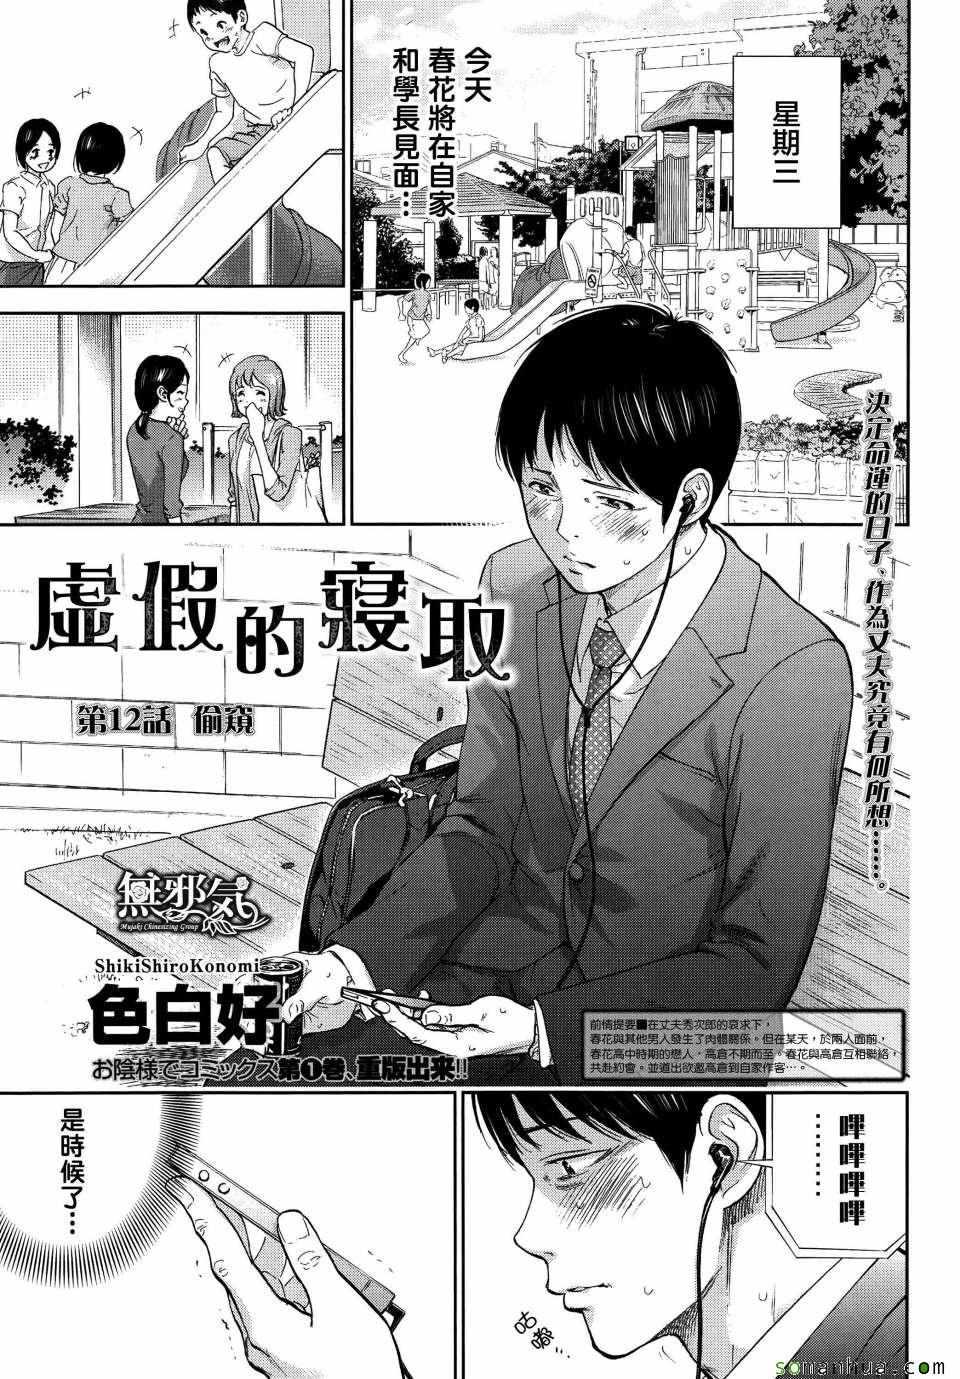 星期三
今天
春花將在自家
和學長見面…
決定命運的日子、作為丈夫究竟有何所想……。
虛假的寢取
第12話　偷窺
無邪気
Mujaki Chinesizing Group
ShikiShiroKonomi
色白好
お陰様でコミックス第❶巻、重版出来!!
前情提要■在丈夫秀次郎的哀求下，
春花與其他男人發生了肉體關係。但在某天，於兩人面前，
春花高中時期的戀人，高倉不期而至。春花與高倉互相聯絡，
共赴約會。並道出欲邀高倉到自家作客…。
嗶嗶嗶嗶
………
是時候了…
咕嘟…
somanhua.com